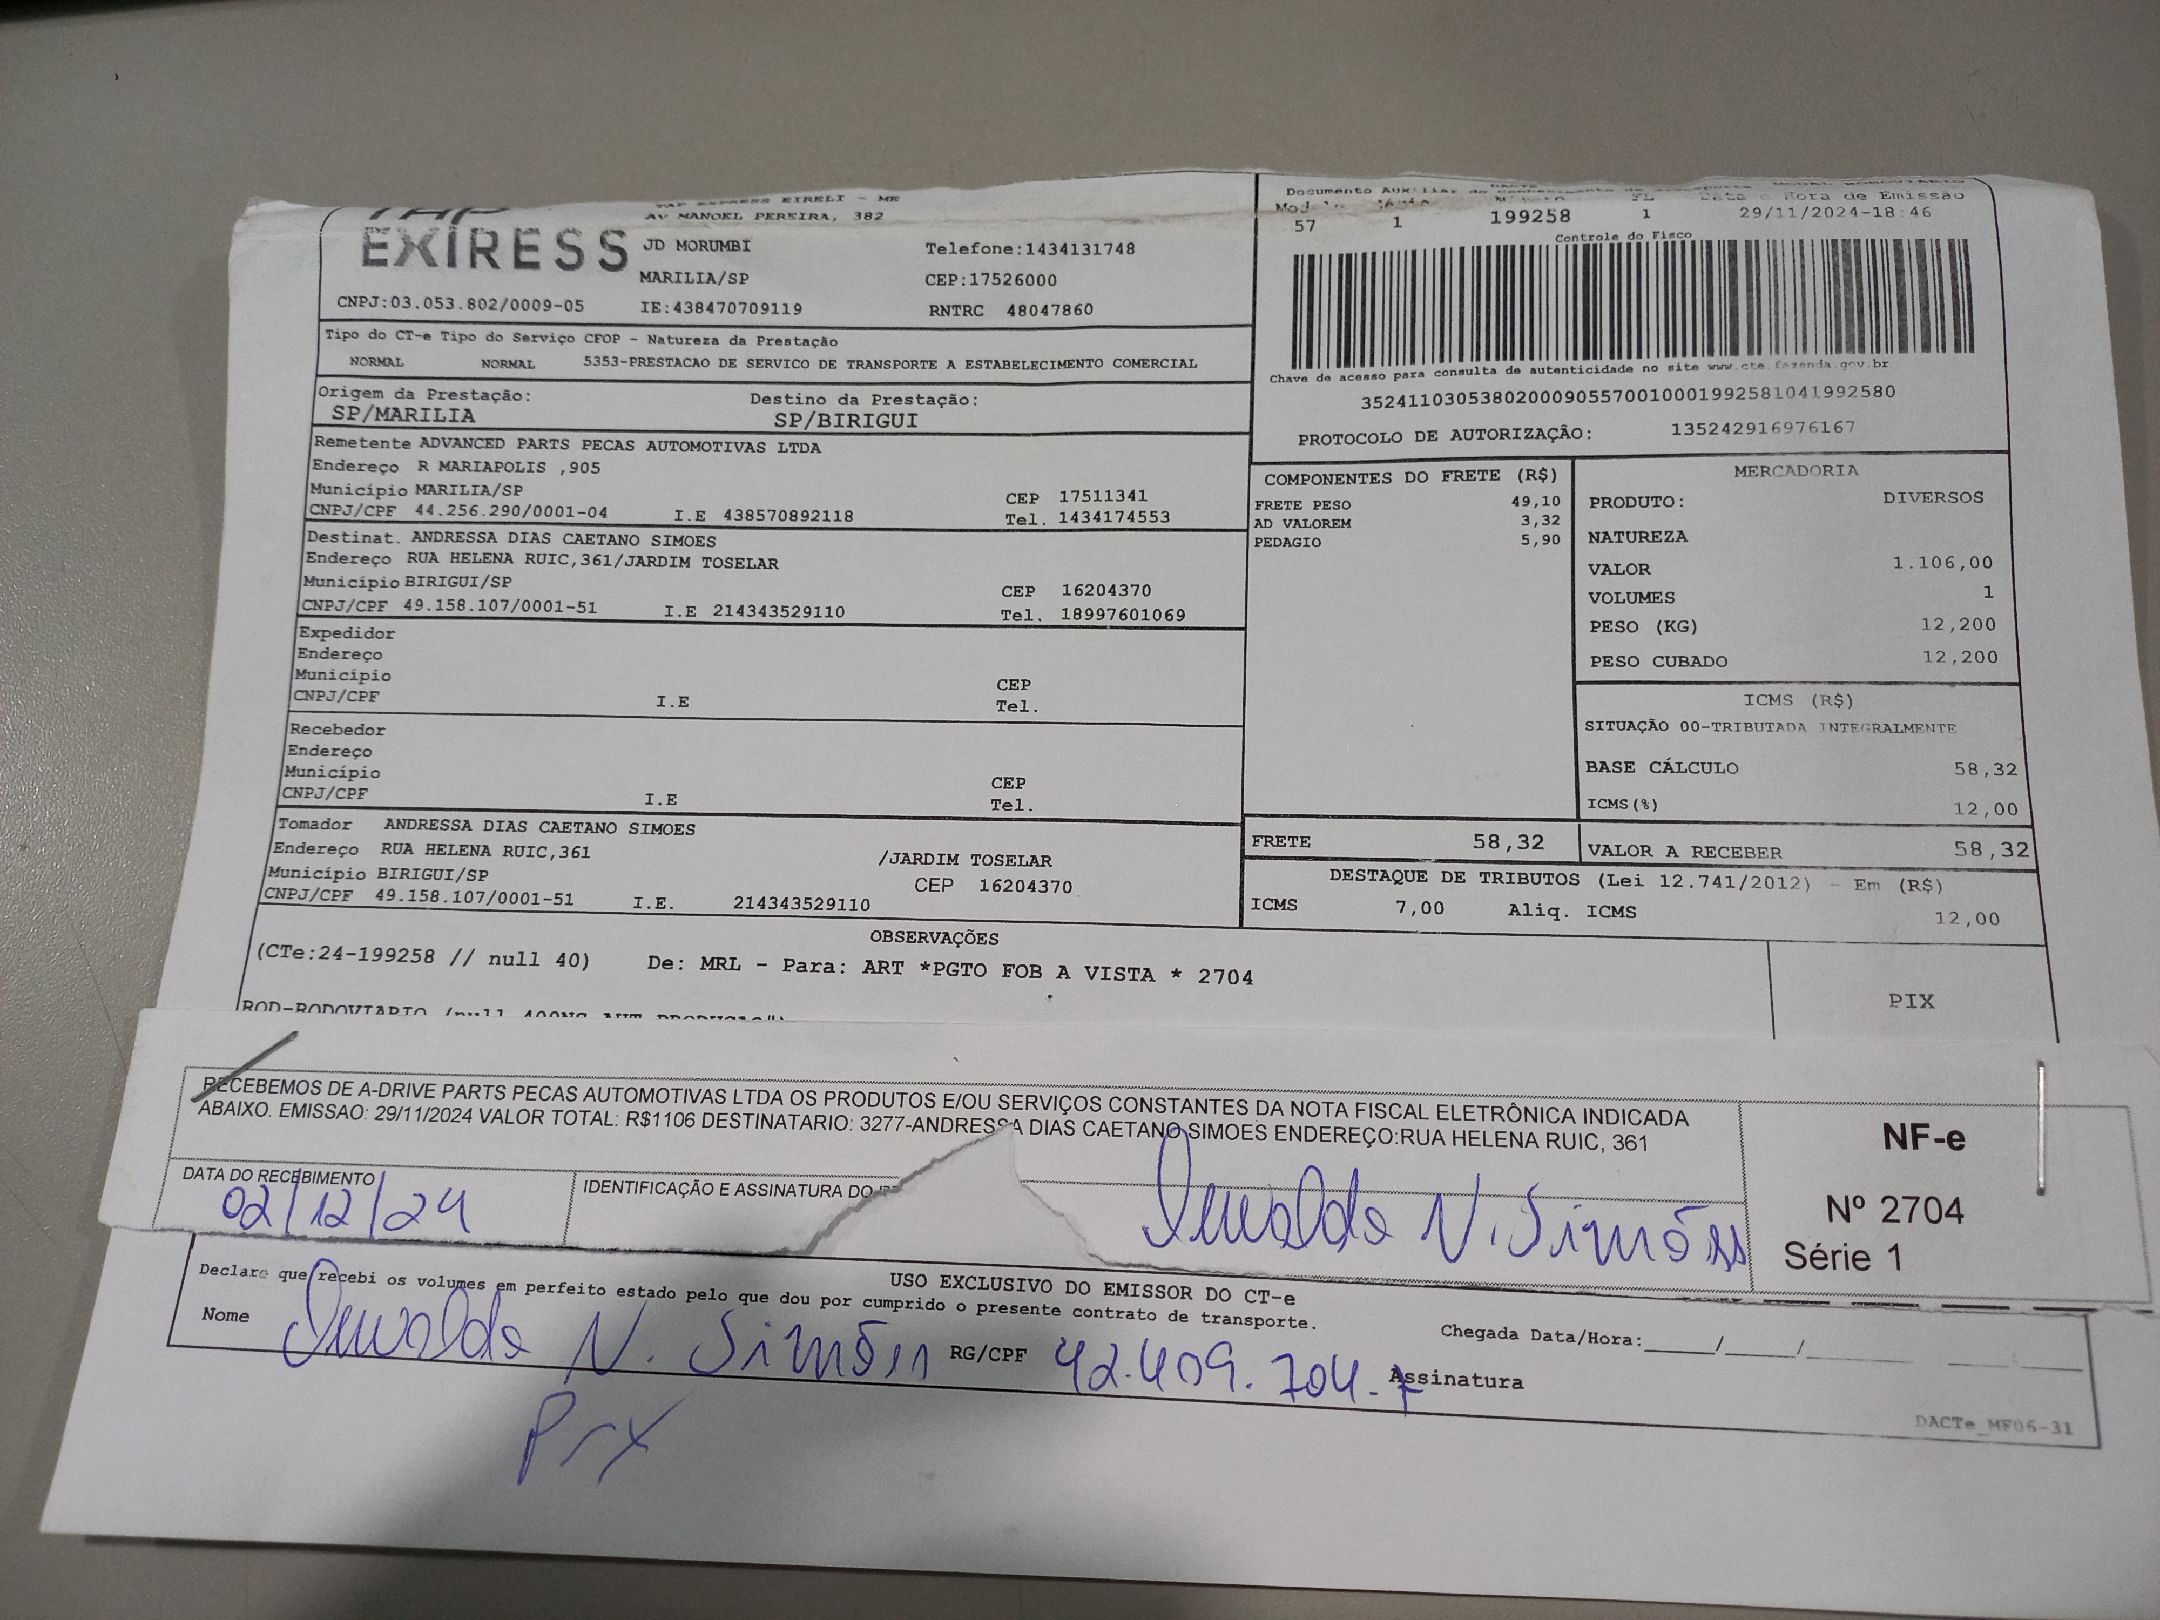 EXPRESS
TAP EXPRESS EIRELI - ME
AV MANOEL PEREIRA, 382
JD MORUMBI Telefone:1434131748
MARILIA/SP CEP:17526000
CNPJ:03.053.802/0009-05 IE:438470709119 RNTRC 48047860
Data e Hora de Emissão
57 1 199258 1 29/11/2024-18:46
Controle do Fisco
Chave de acesso para consulta de autenticidade no site www.cte.fazenda.gov.br
35241103053802000905570010001992581041992580
PROTOCOLO DE AUTORIZAÇÃO: 135242916976167
Tipo do CT-e Tipo do Serviço CFOP - Natureza da Prestação
NORMAL NORMAL 5353-PRESTACAO DE SERVICO DE TRANSPORTE A ESTABELECIMENTO COMERCIAL
Origem da Prestação: Destino da Prestação:
SP/MARILIA SP/BIRIGUI
Remetente ADVANCED PARTS PECAS AUTOMOTIVAS LTDA
Endereço R MARIAPOLIS ,905
Município MARILIA/SP CEP 17511341
CNPJ/CPF 44.256.290/0001-04 I.E 438570892118 Tel. 1434174553
Destinat. ANDRESSA DIAS CAETANO SIMOES
Endereço RUA HELENA RUIC,361/JARDIM TOSELAR
Município BIRIGUI/SP CEP 16204370
CNPJ/CPF 49.158.107/0001-51 I.E 214343529110 Tel. 18997601069
Expedidor
Endereço
Município CEP
CNPJ/CPF I.E Tel.
Recebedor
Endereço
Município CEP
CNPJ/CPF I.E Tel.
Tomador ANDRESSA DIAS CAETANO SIMOES
Endereço RUA HELENA RUIC,361 /JARDIM TOSELAR
Município BIRIGUI/SP CEP 16204370
CNPJ/CPF 49.158.107/0001-51 I.E. 214343529110
COMPONENTES DO FRETE (R$)
FRETE PESO 49,10
AD VALOREM 3,32
PEDAGIO 5,90
MERCADORIA
PRODUTO: DIVERSOS
NATUREZA
VALOR 1.106,00
VOLUMES 1
PESO (KG) 12,200
PESO CUBADO 12,200
ICMS (R$)
SITUAÇÃO 00-TRIBUTADA INTEGRALMENTE
BASE CÁLCULO 58,32
ICMS(%) 12,00
FRETE 58,32 VALOR A RECEBER 58,32
DESTAQUE DE TRIBUTOS (Lei 12.741/2012) - Em (R$)
ICMS 7,00 Aliq. ICMS 12,00
OBSERVAÇÕES
(CTe:24-199258 // null 40) De: MRL - Para: ART *PGTO FOB A VISTA * 2704
PIX
RECEBEMOS DE A-DRIVE PARTS PECAS AUTOMOTIVAS LTDA OS PRODUTOS E/OU SERVIÇOS CONSTANTES DA NOTA FISCAL ELETRÔNICA INDICADA
ABAIXO. EMISSAO: 29/11/2024 VALOR TOTAL: R$1106 DESTINATARIO: 3277-ANDRESSA DIAS CAETANO SIMOES ENDEREÇO:RUA HELENA RUIC, 361
NF-e
Nº 2704
Série 1
DATA DO RECEBIMENTO IDENTIFICAÇÃO E ASSINATURA DO
02/12/24 N. Simões
USO EXCLUSIVO DO EMISSOR DO CT-e
Declaro que recebi os volumes em perfeito estado pelo que dou por cumprido o presente contrato de transporte.
Chegada Data/Hora:
Nome N. Simões RG/CPF 42.409.704-7 Assinatura
Pix
DACTe_MF06-31